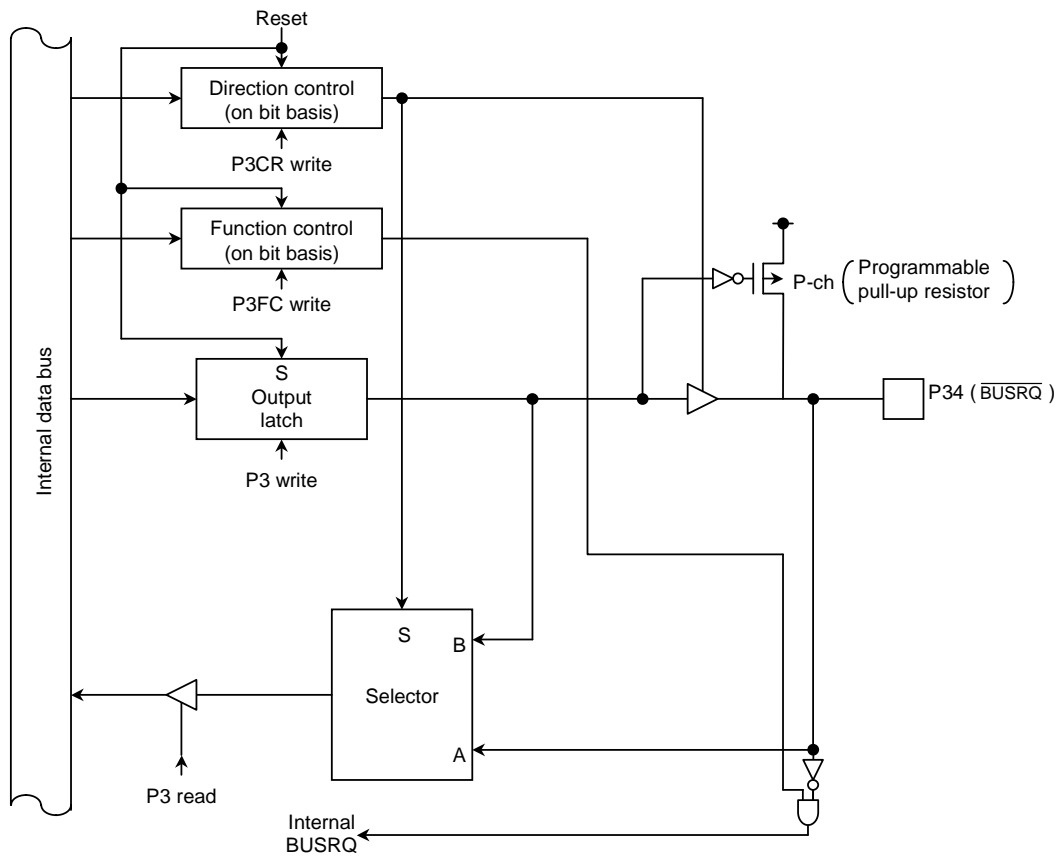 Reset
Direction control
(on bit basis)
P3CR write
Function control
(on bit basis)
P3FC write
P-ch
Programmable
pull-up resistor
S
Output
latch
P3 write
P34 (BUSRQ)
Internal data bus
S
B
Selector
A
P3 read
Internal
BUSRQ